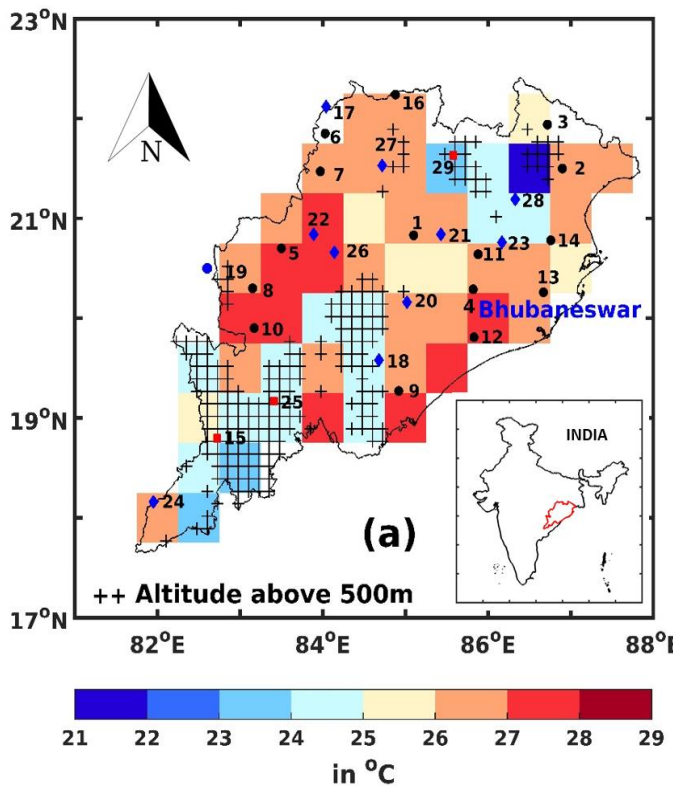 23°N
21°N
19°N
17°N
N
16
17
3
6
27
29
2
7
28
22
1
21
23
14
5
26
11
19
8
20
13
4
Bhubaneswar
10
12
18
9
25
15
INDIA
24
(a)
++ Altitude above 500m
82°E
84°E
86°E
88°E
21 22 23 24 25 26 27 28 29
in °C